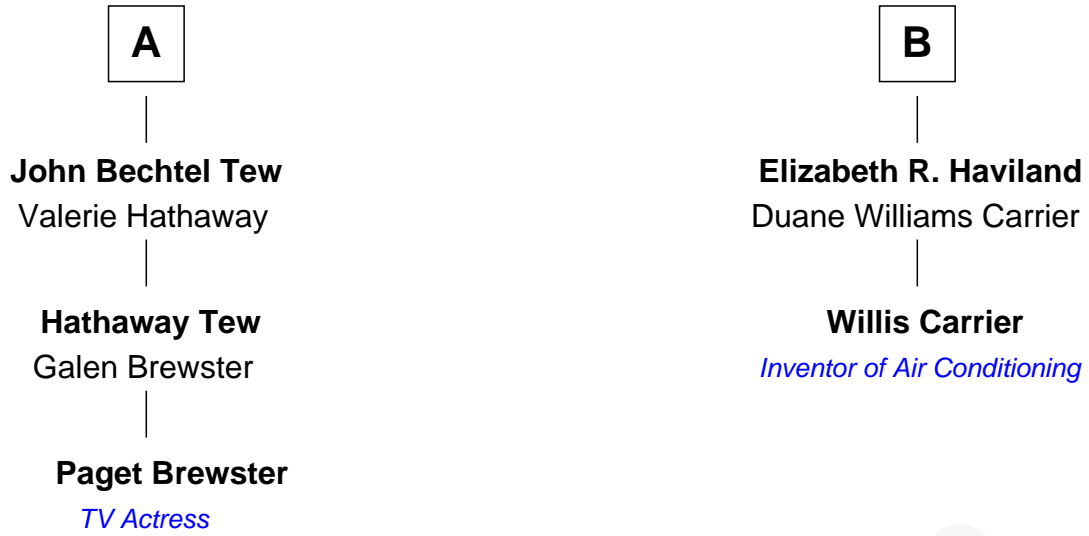 A
B
John Bechtel Tew
Elizabeth R. Haviland
Valerie Hathaway
Duane Williams Carrier
Hathaway Tew
Willis Carrier
Galen Brewster
Inventor of Air Conditioning
Paget Brewster
TV Actress